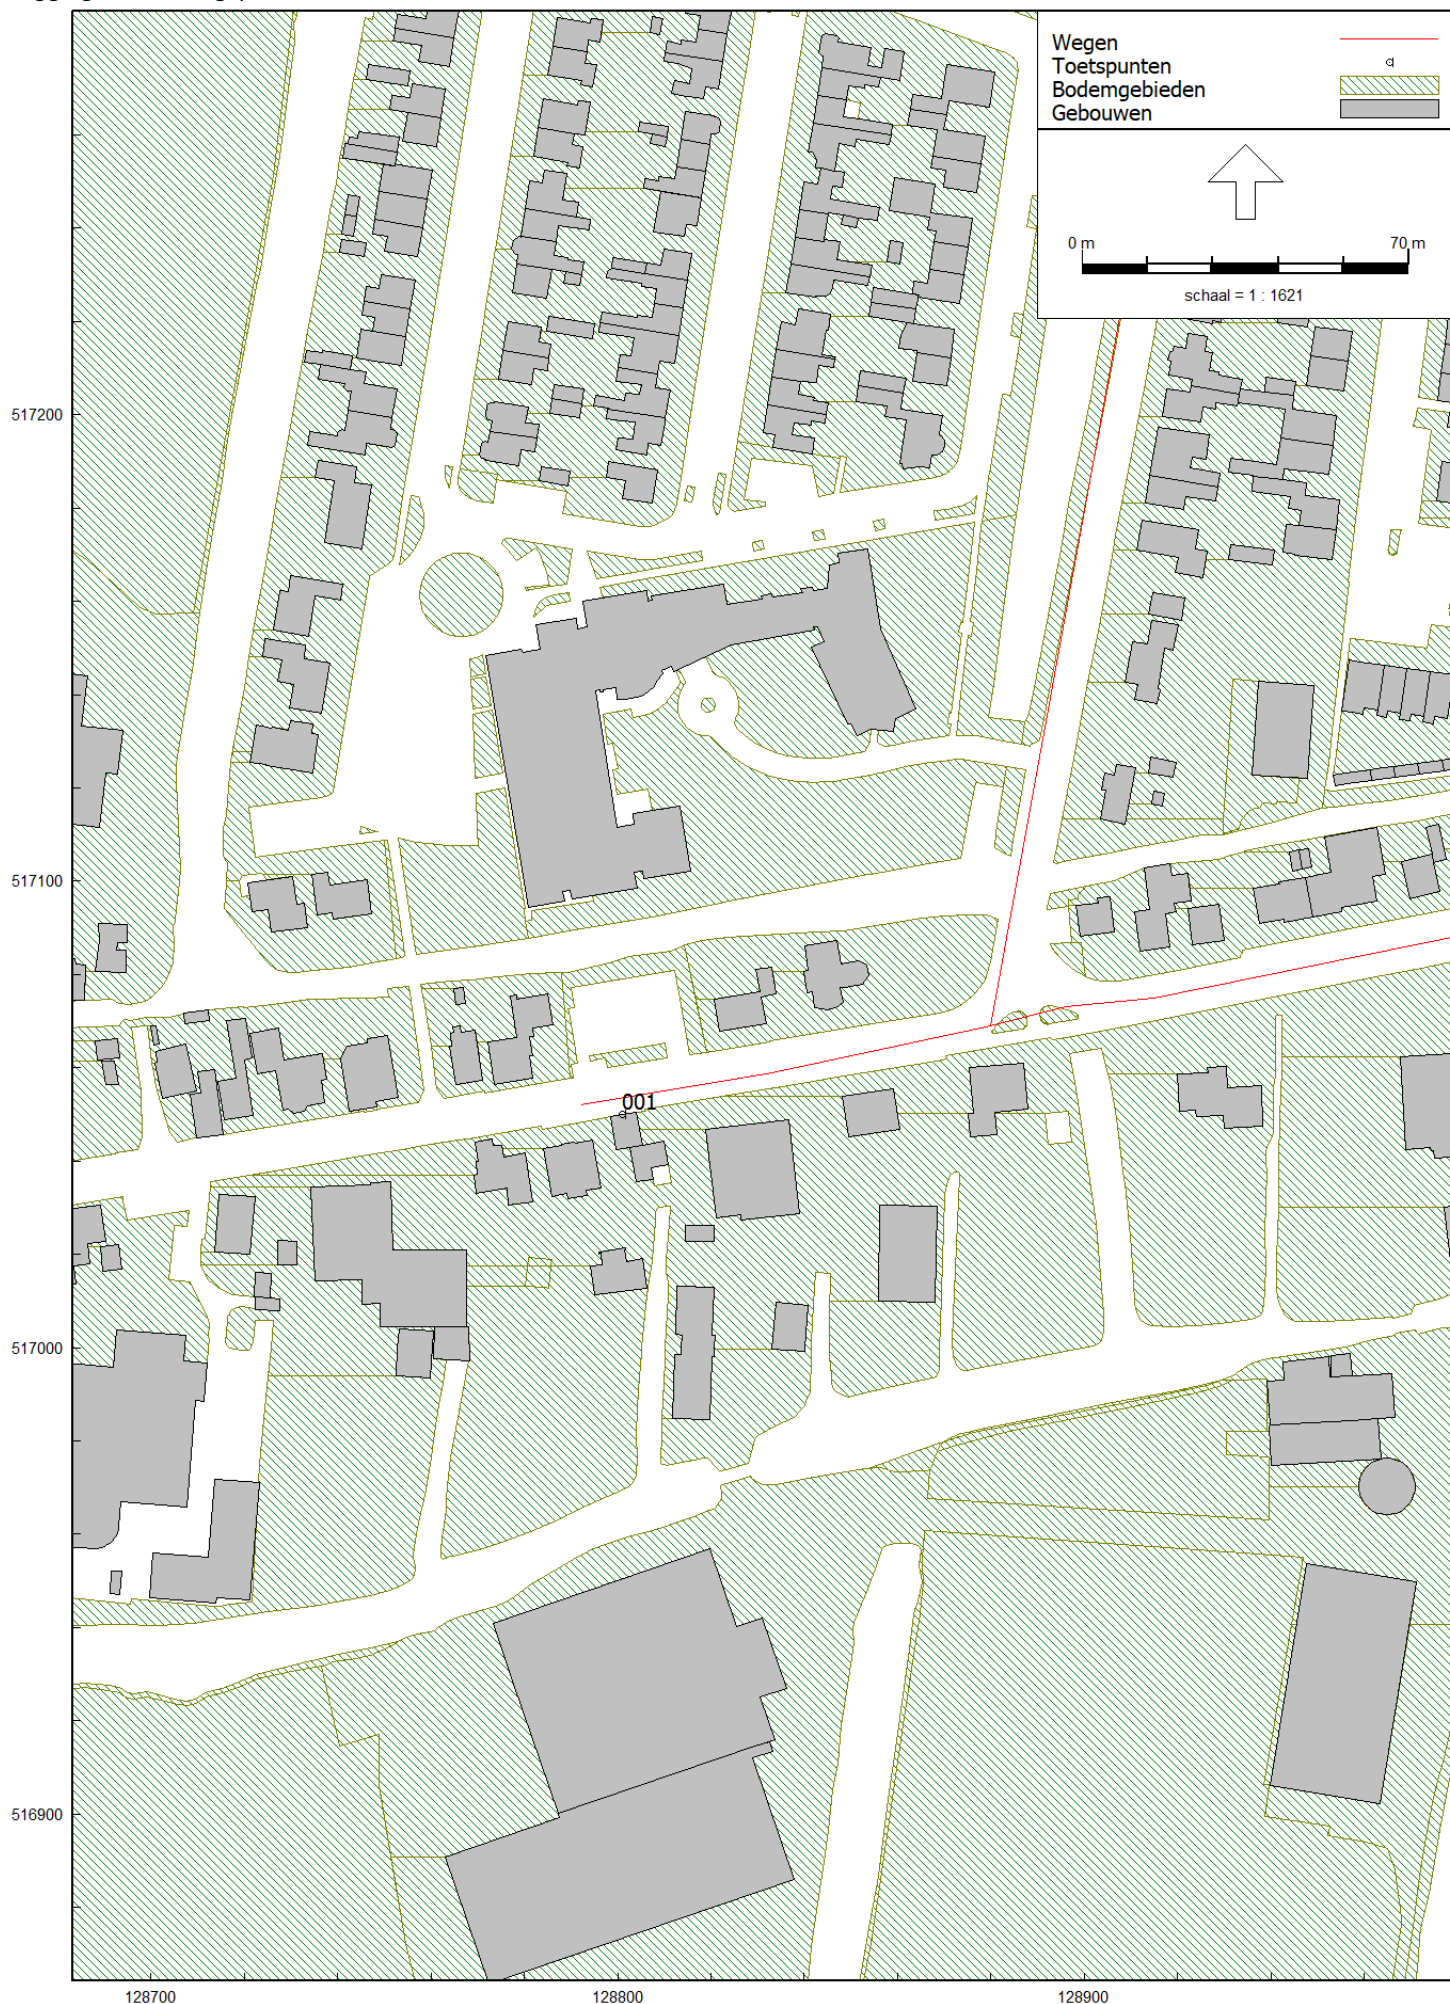 Wegen
Toetspunten
Bodemgebieden
Gebouwen
0 m 70 m
schaal = 1 : 1621
517200
517100
001
517000
516900
128700 128800 128900